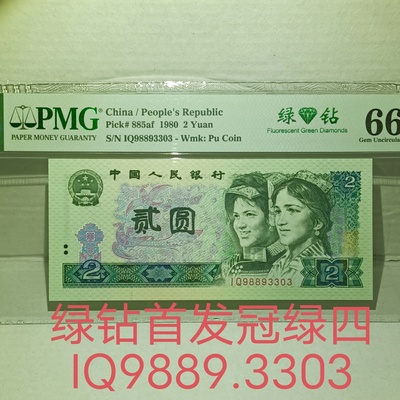 PMG
PAPER MONEY GUARANTY
China / People's Republic
Pick# 885af 1980 2 Yuan
S/N IQ98893303 - Wmk: Pu Coin
绿 钻
Fluorescent Green Diamonds
66
Gem Uncircula
中国人民银行
2
贰圆
2
IQ98893303
2
绿钻首发冠绿四
IQ9889.3303